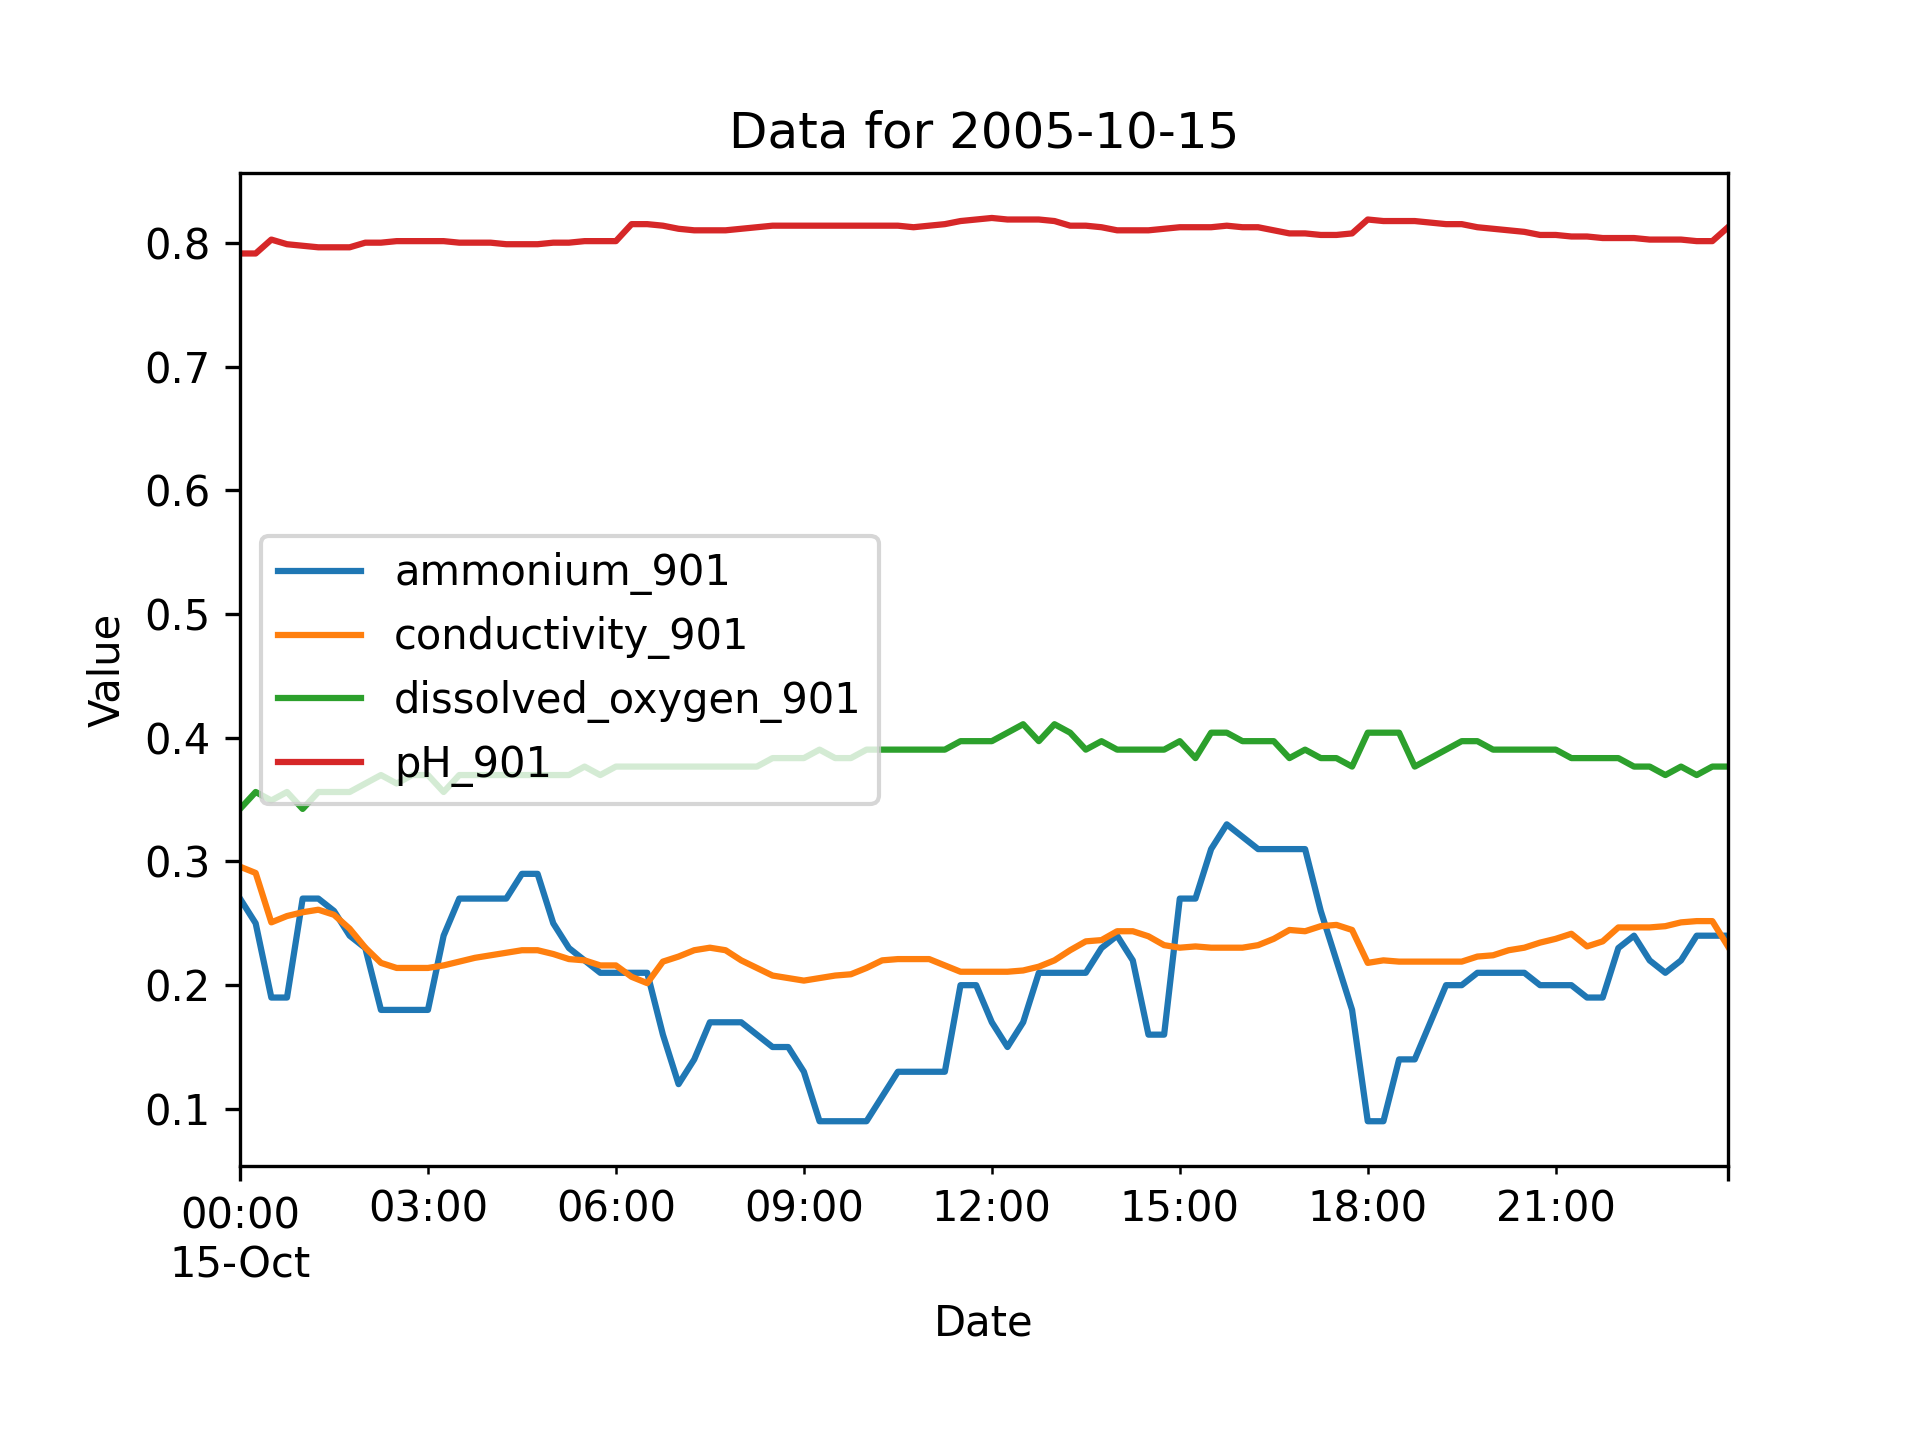 Data for 2005-10-15
Value
0.8
0.7
0.6
0.5
0.4
0.3
0.2
0.1
ammonium_901
conductivity_901
dissolved_oxygen_901
pH_901
00:00 03:00 06:00 09:00 12:00 15:00 18:00 21:00
15-Oct
Date